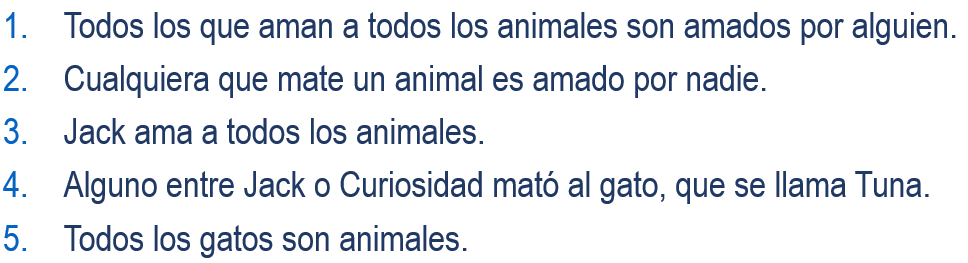 1. Todos los que aman a todos los animales son amados por alguien.
2. Cualquiera que mate un animal es amado por nadie.
3. Jack ama a todos los animales.
4. Alguno entre Jack o Curiosidad mató al gato, que se llama Tuna.
5. Todos los gatos son animales.